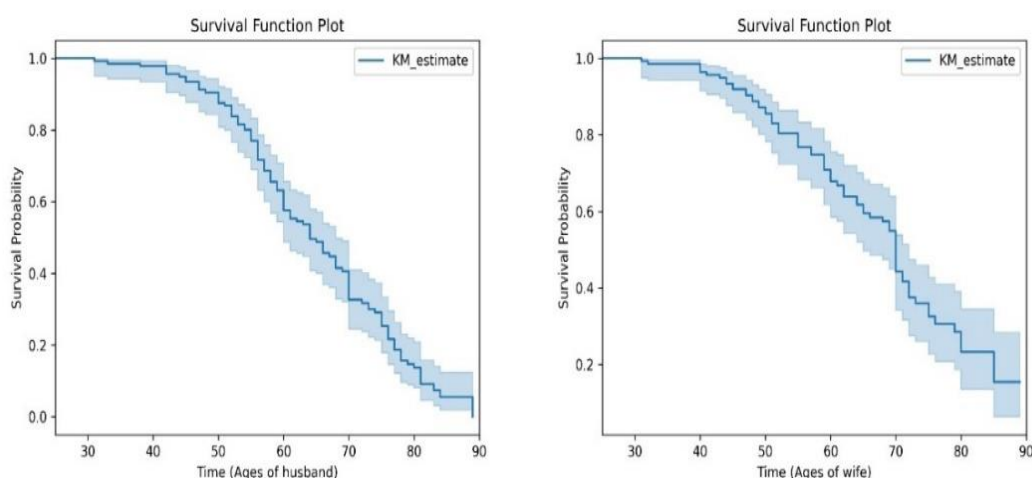 Survival Function Plot
KM_estimate
1.0
0.8
0.6
0.4
0.2
0.0
Survival Probability
30 40 50 60 70 80 90
Time (Ages of husband)
Survival Function Plot
KM_estimate
1.0
0.8
0.6
0.4
0.2
Survival Probability
30 40 50 60 70 80 90
Time (Ages of wife)